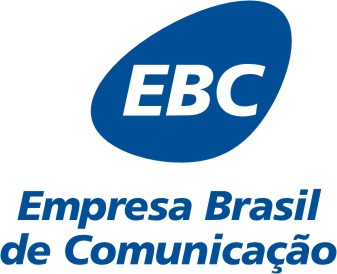 EBC
Empresa Brasil
de Comunicação